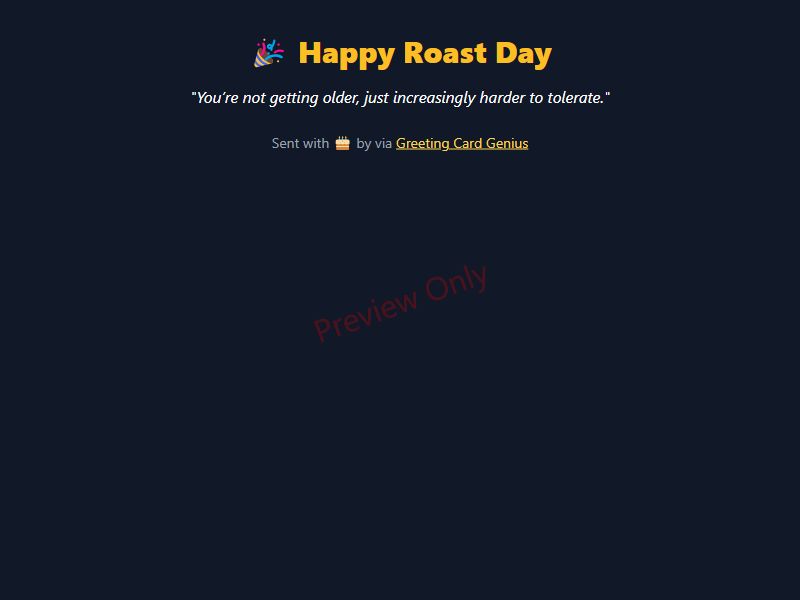 🎉 Happy Roast Day
"You're not getting older, just increasingly harder to tolerate."
Sent with 🎂 by via Greeting Card Genius
Preview Only